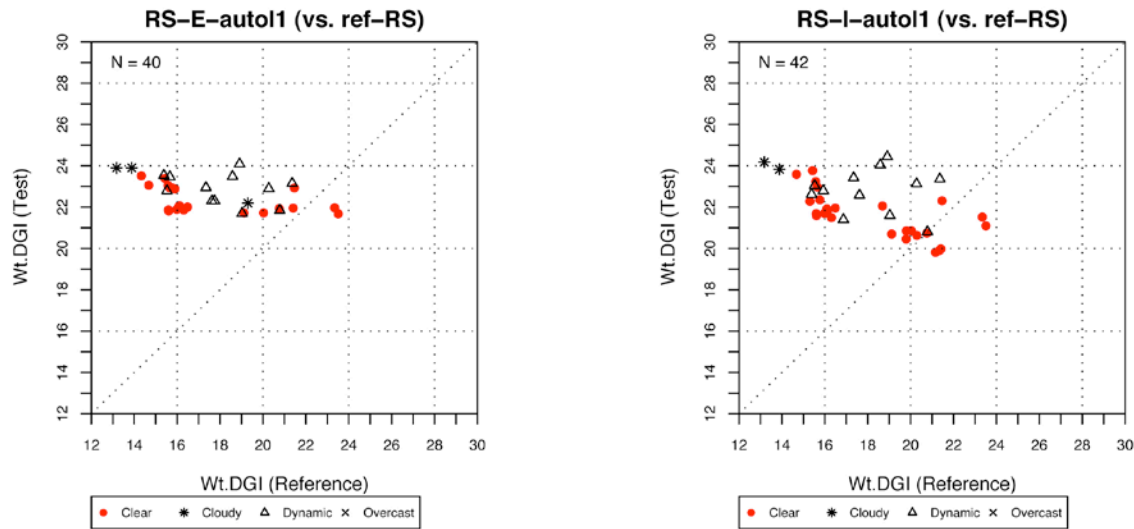 RS-E-autol1 (vs. ref-RS)
N = 40
30
28
26
24
22
20
18
16
14
12
Wt.DGI (Test)
12 14 16 18 20 22 24 26 28 30
Wt.DGI (Reference)
Clear Cloudy Dynamic Overcast
RS-I-autol1 (vs. ref-RS)
N = 42
30
28
26
24
22
20
18
16
14
12
Wt.DGI (Test)
12 14 16 18 20 22 24 26 28 30
Wt.DGI (Reference)
Clear Cloudy Dynamic Overcast